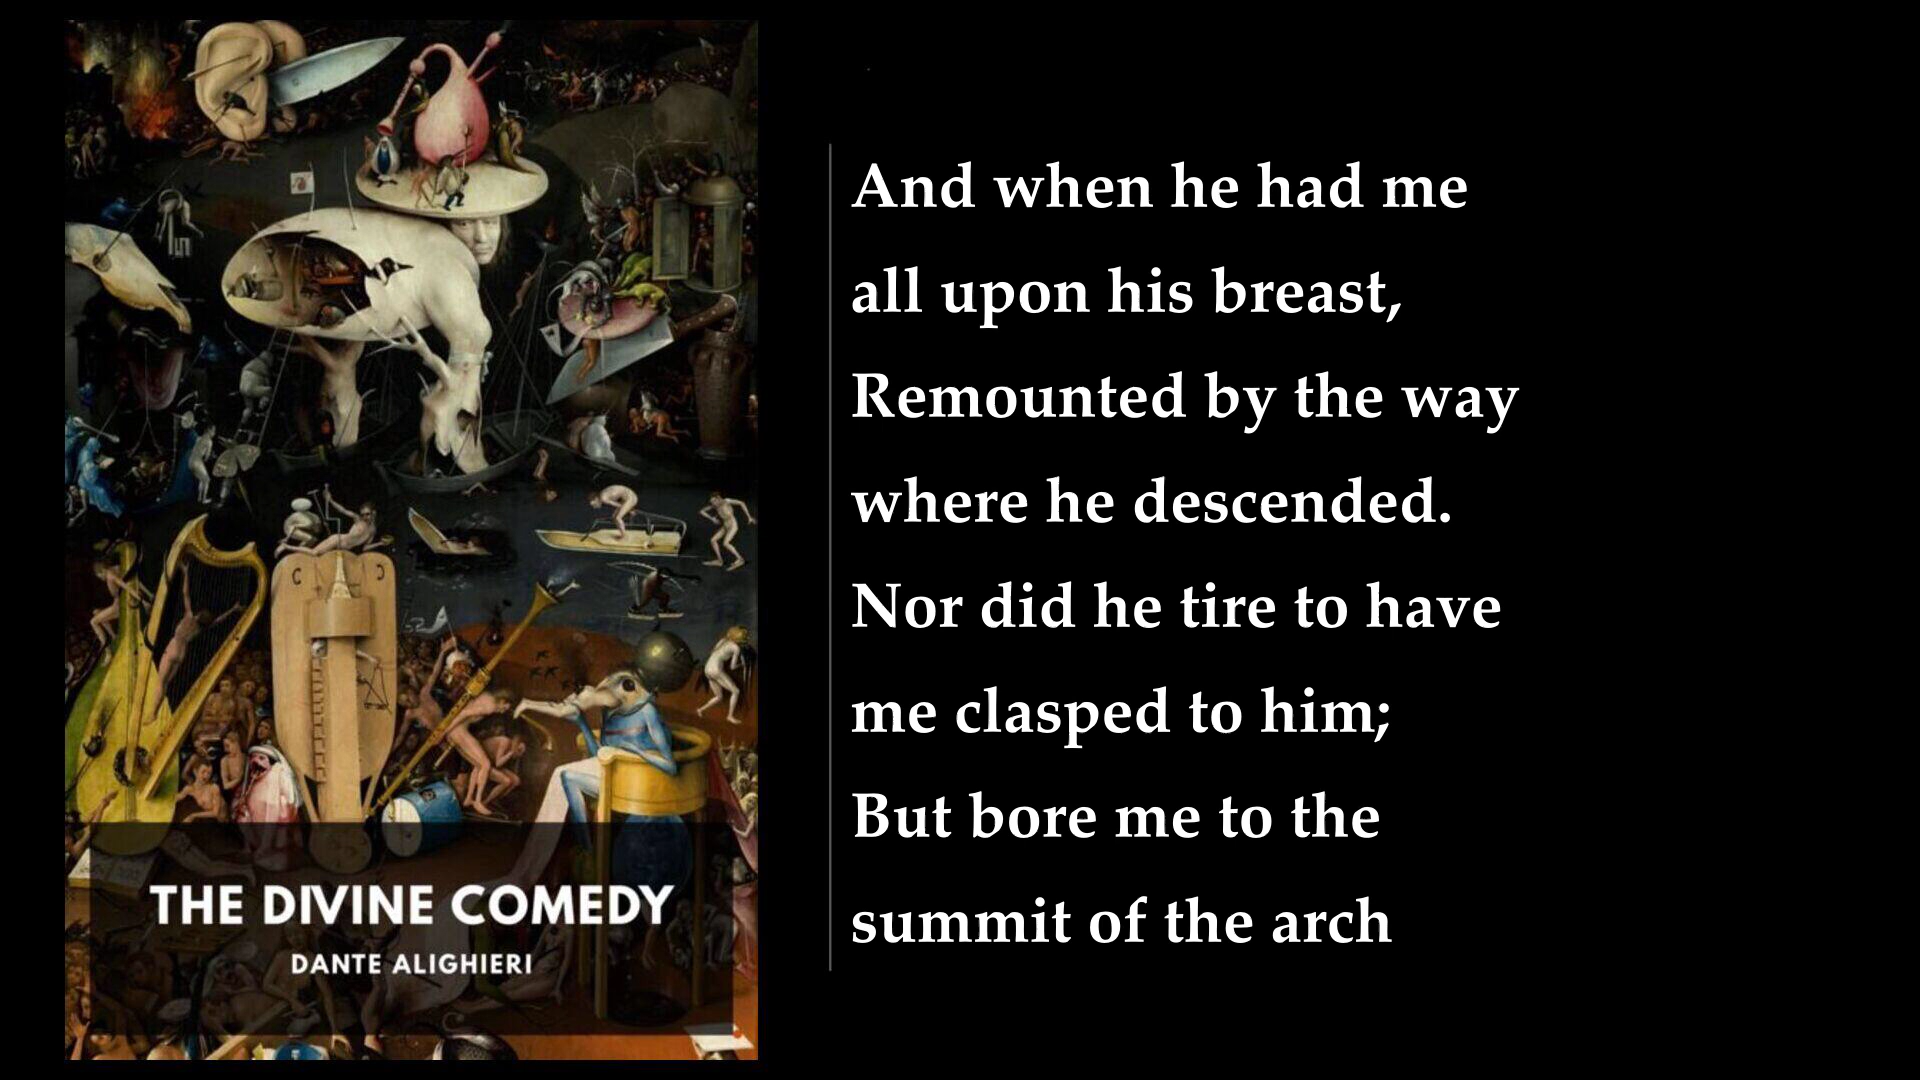 THE DIVINE COMEDY
DANTE ALIGHIERI
And when he had me
all upon his breast,
Remounted by the way
where he descended.
Nor did he tire to have
me clasped to him;
But bore me to the
summit of the arch